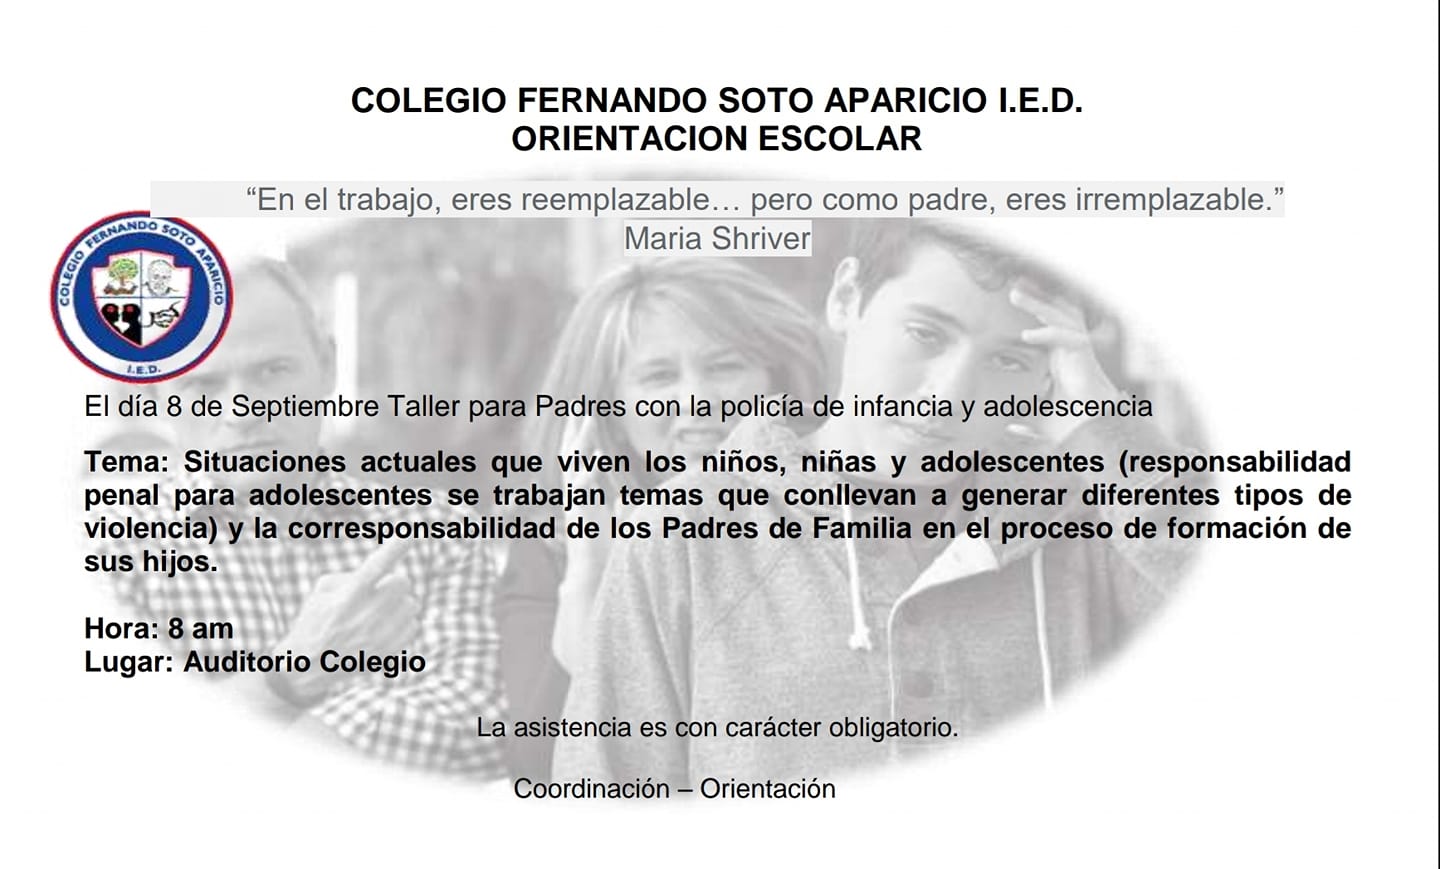 COLEGIO FERNANDO SOTO APARICIO I.E.D.
ORIENTACION ESCOLAR
“En el trabajo, eres reemplazable… pero como padre, eres irremplazable.”
Maria Shriver
COLEGIO FERNANDO SOTO APARICIO
I.E.D.
El día 8 de Septiembre Taller para Padres con la policía de infancia y adolescencia
Tema: Situaciones actuales que viven los niños, niñas y adolescentes (responsabilidad
penal para adolescentes se trabajan temas que conllevan a generar diferentes tipos de
violencia) y la corresponsabilidad de los Padres de Familia en el proceso de formación de
sus hijos.
Hora: 8 am
Lugar: Auditorio Colegio
La asistencia es con carácter obligatorio.
Coordinación – Orientación